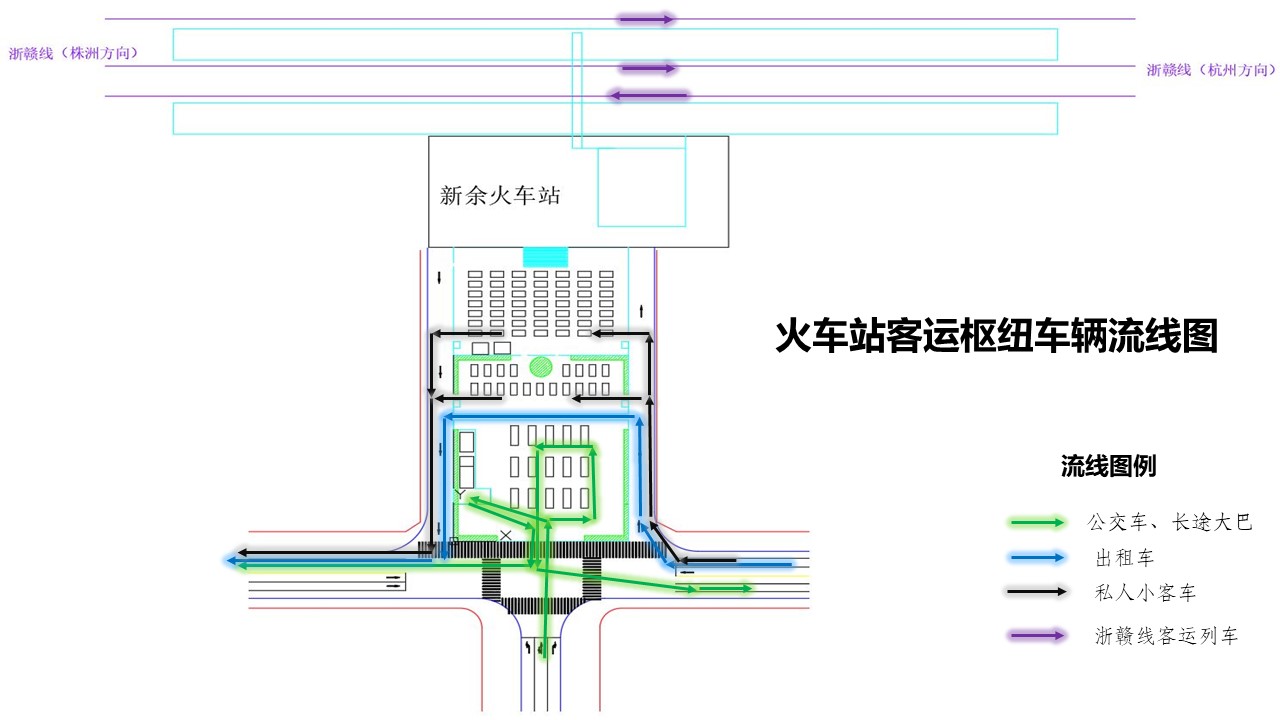 浙赣线（株洲方向）
浙赣线（杭州方向）
新余火车站
火车站客运枢纽车辆流线图
流线图例
公交车、长途大巴
出租车
私人小客车
浙赣线客运列车
Y
X